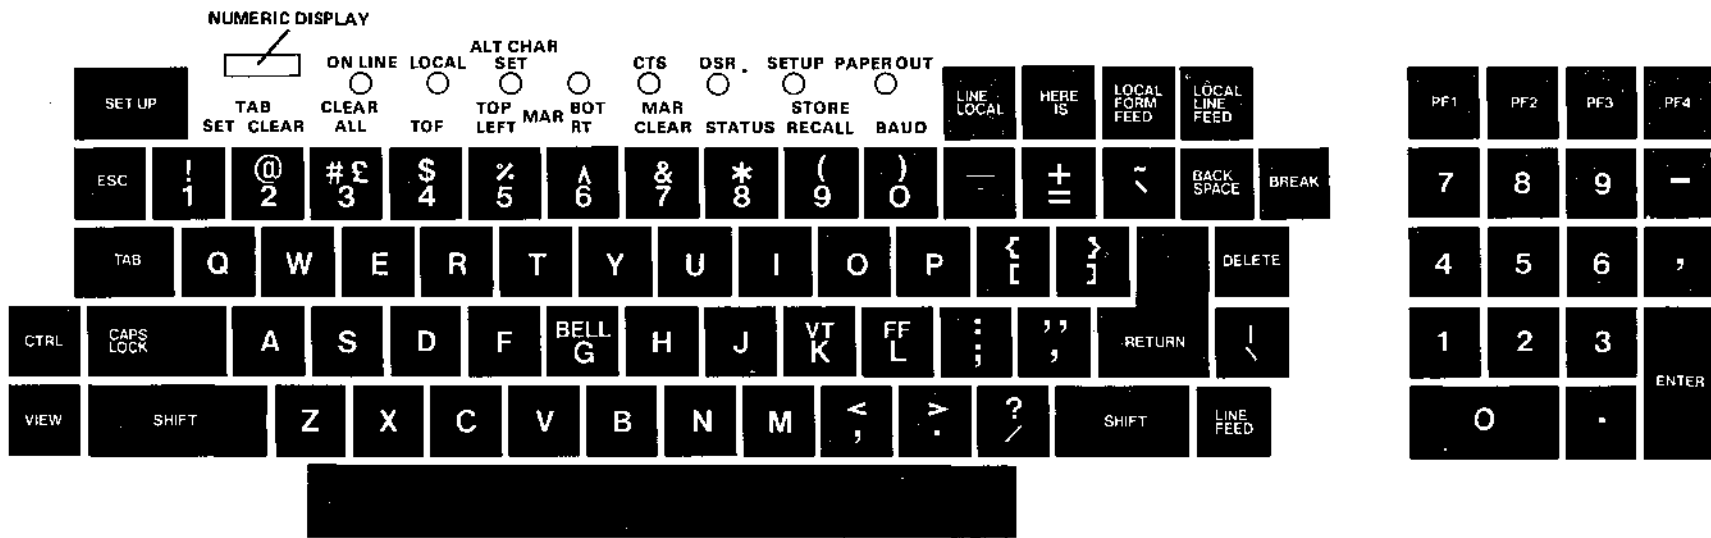 NUMERIC DISPLAY
ALT CHAR
ON LINE LOCAL SET CTS DSR SETUP PAPER OUT
SET UP
TAB CLEAR TOP MAR BOT MAR STORE
SET CLEAR ALL TOF LEFT RT CLEAR STATUS RECALL BAUD
LINE LOCAL HERE IS LOCAL FORM FEED LOCAL LINE FEED
PF1 PF2 PF3 PF4
ESC ! 1 @ 2 # £ 3 $ 4 % 5 ^ 6 & 7 * 8 ( 9 ) 0 — + = ~ \ BACK SPACE BREAK
7 8 9 -
TAB Q W E R T Y U I O P { [ } ] DELETE
4 5 6 ,
CTRL CAPS LOCK A S D F BELL G H J VT K FF L : ; ,, , RETURN | \
1 2 3 ENTER
VIEW SHIFT Z X C V B N M < , > . ? / SHIFT LINE FEED
0 .